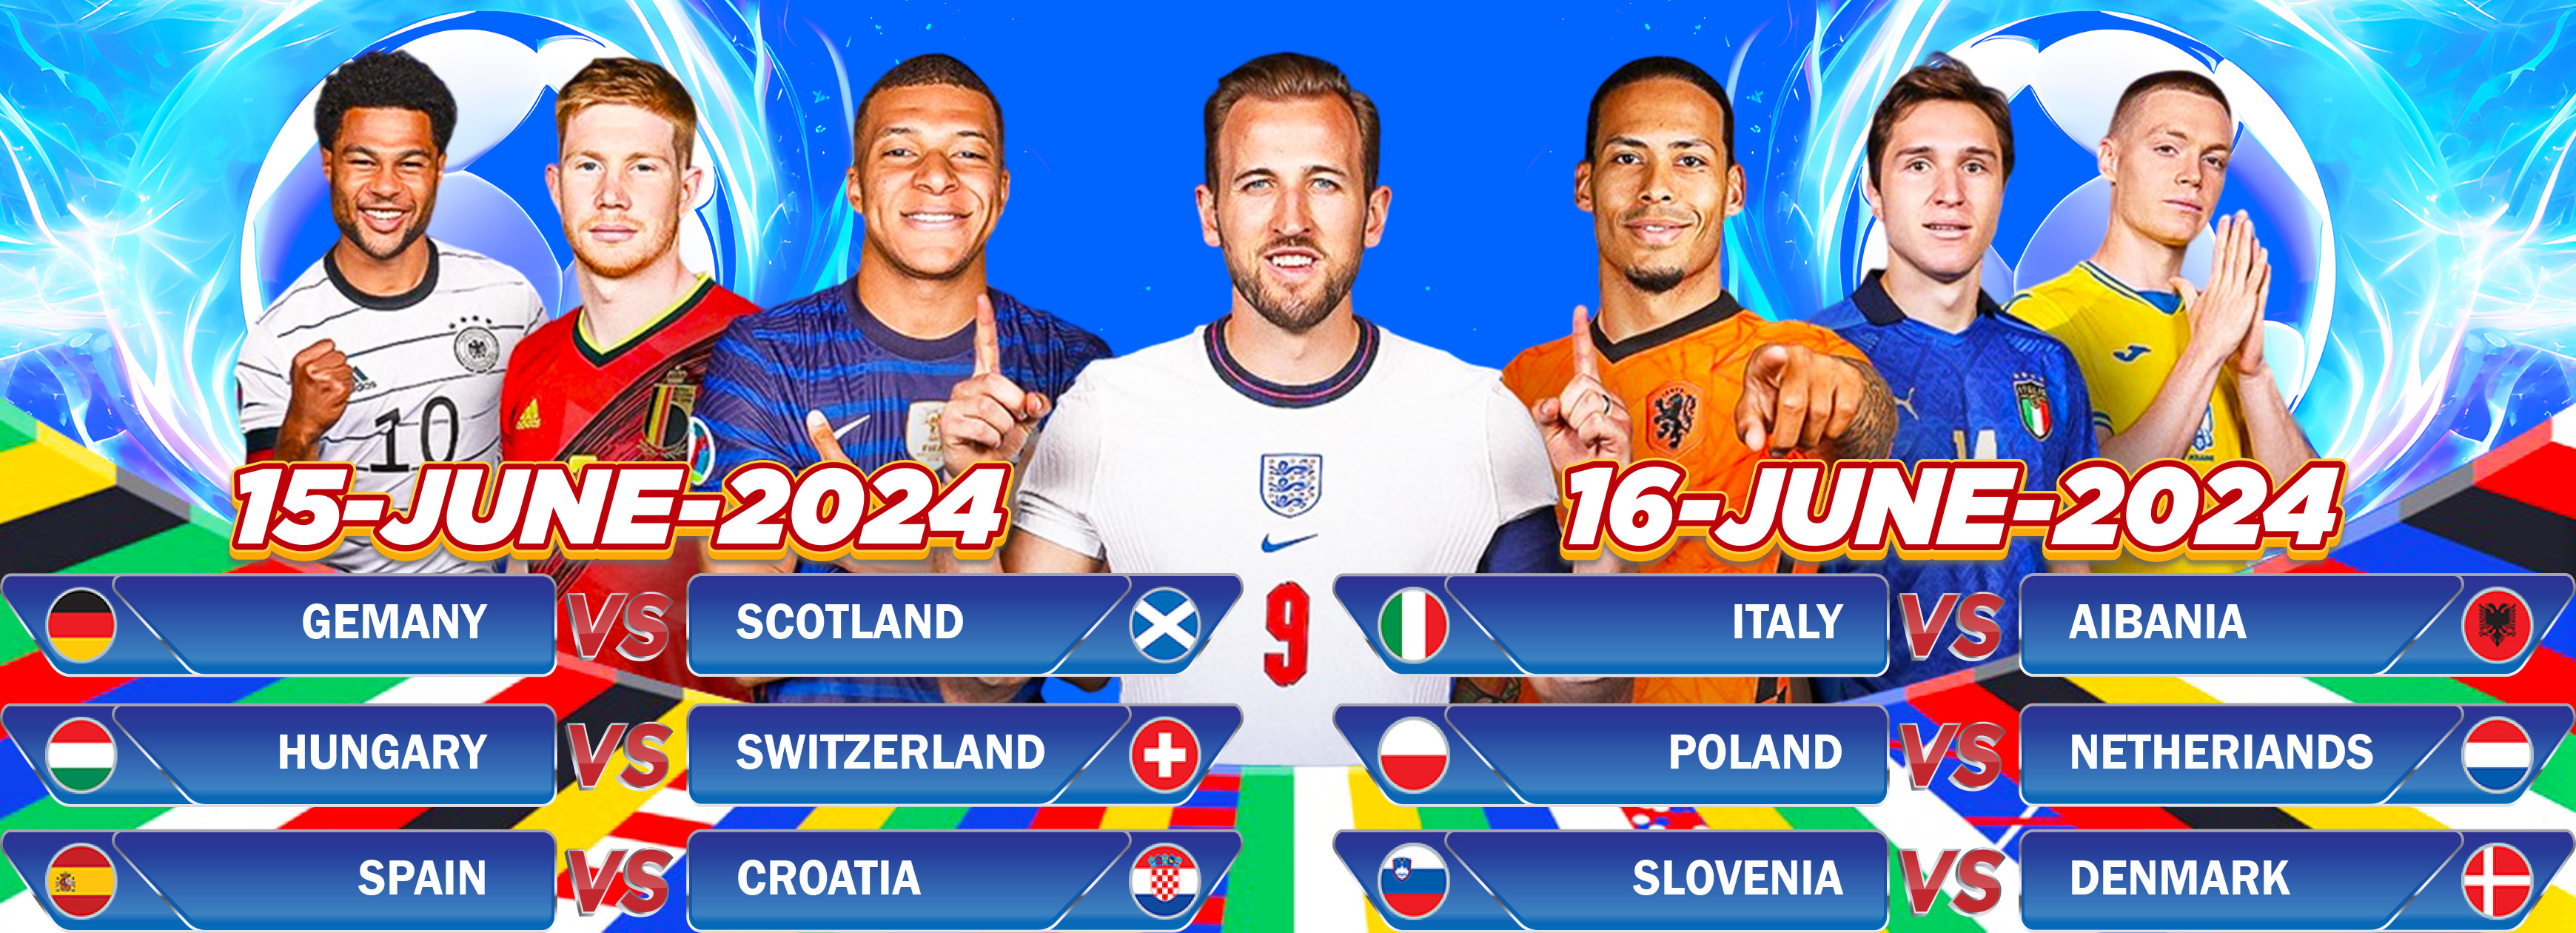 10
15-JUNE-2024
16-JUNE-2024
9
GEMANY VS SCOTLAND
HUNGARY VS SWITZERLAND
SPAIN VS CROATIA
ITALY VS AIBANIA
POLAND VS NETHERIANDS
SLOVENIA VS DENMARK